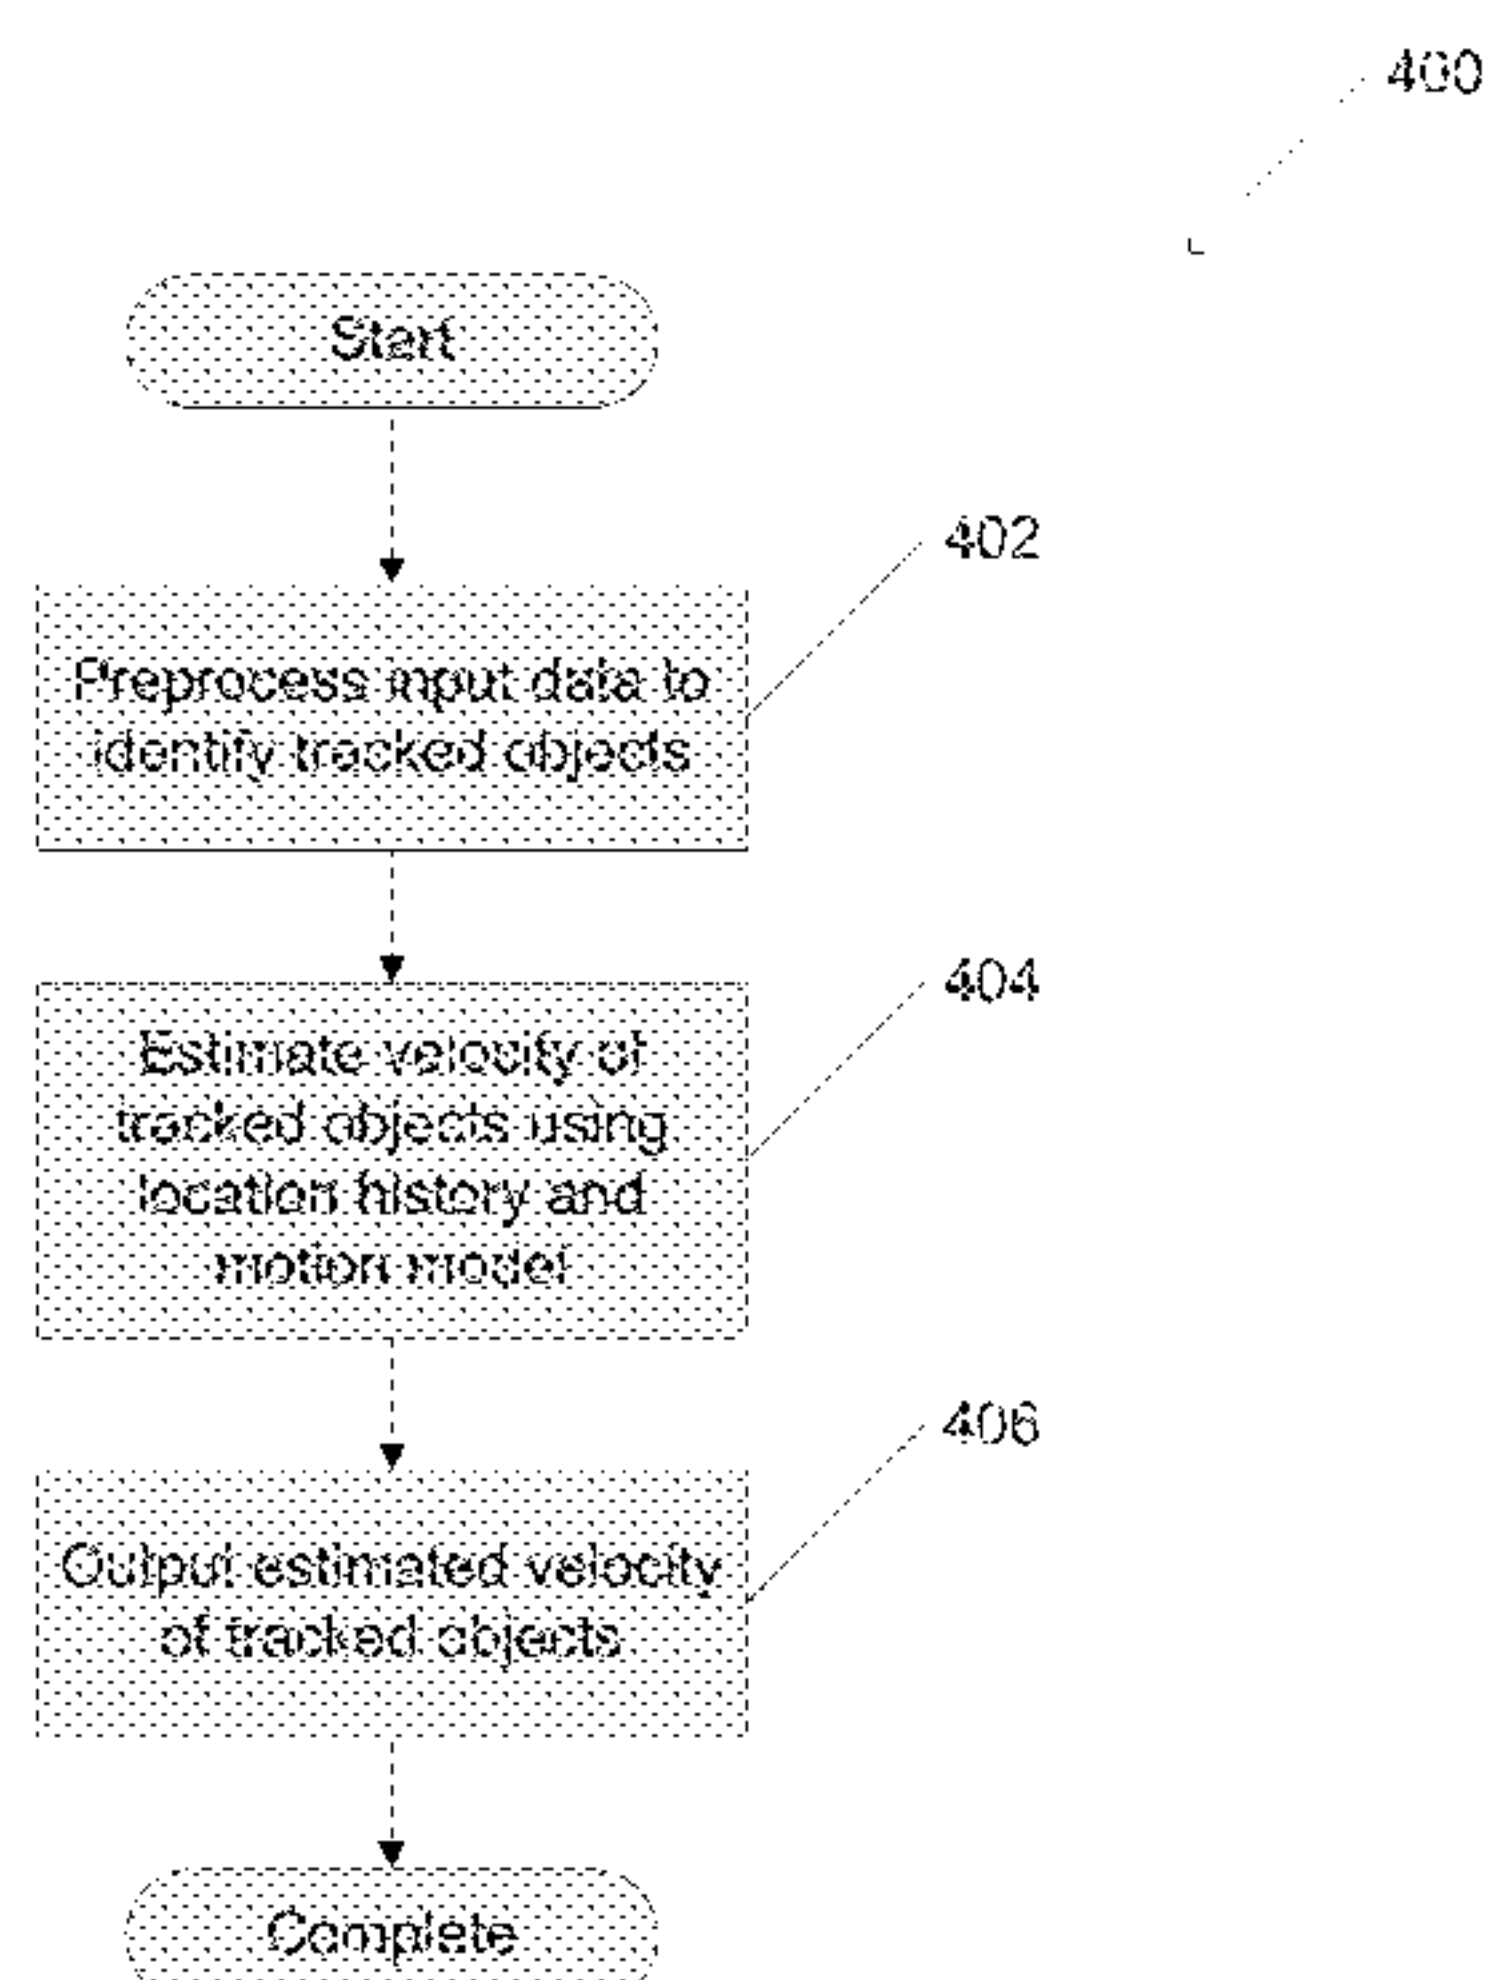 400
Start
402
Preprocess input data to
identify tracked objects
404
Estimate velocity of
tracked objects using
location history and
motion model
406
Output estimated velocity
of tracked objects
Complete